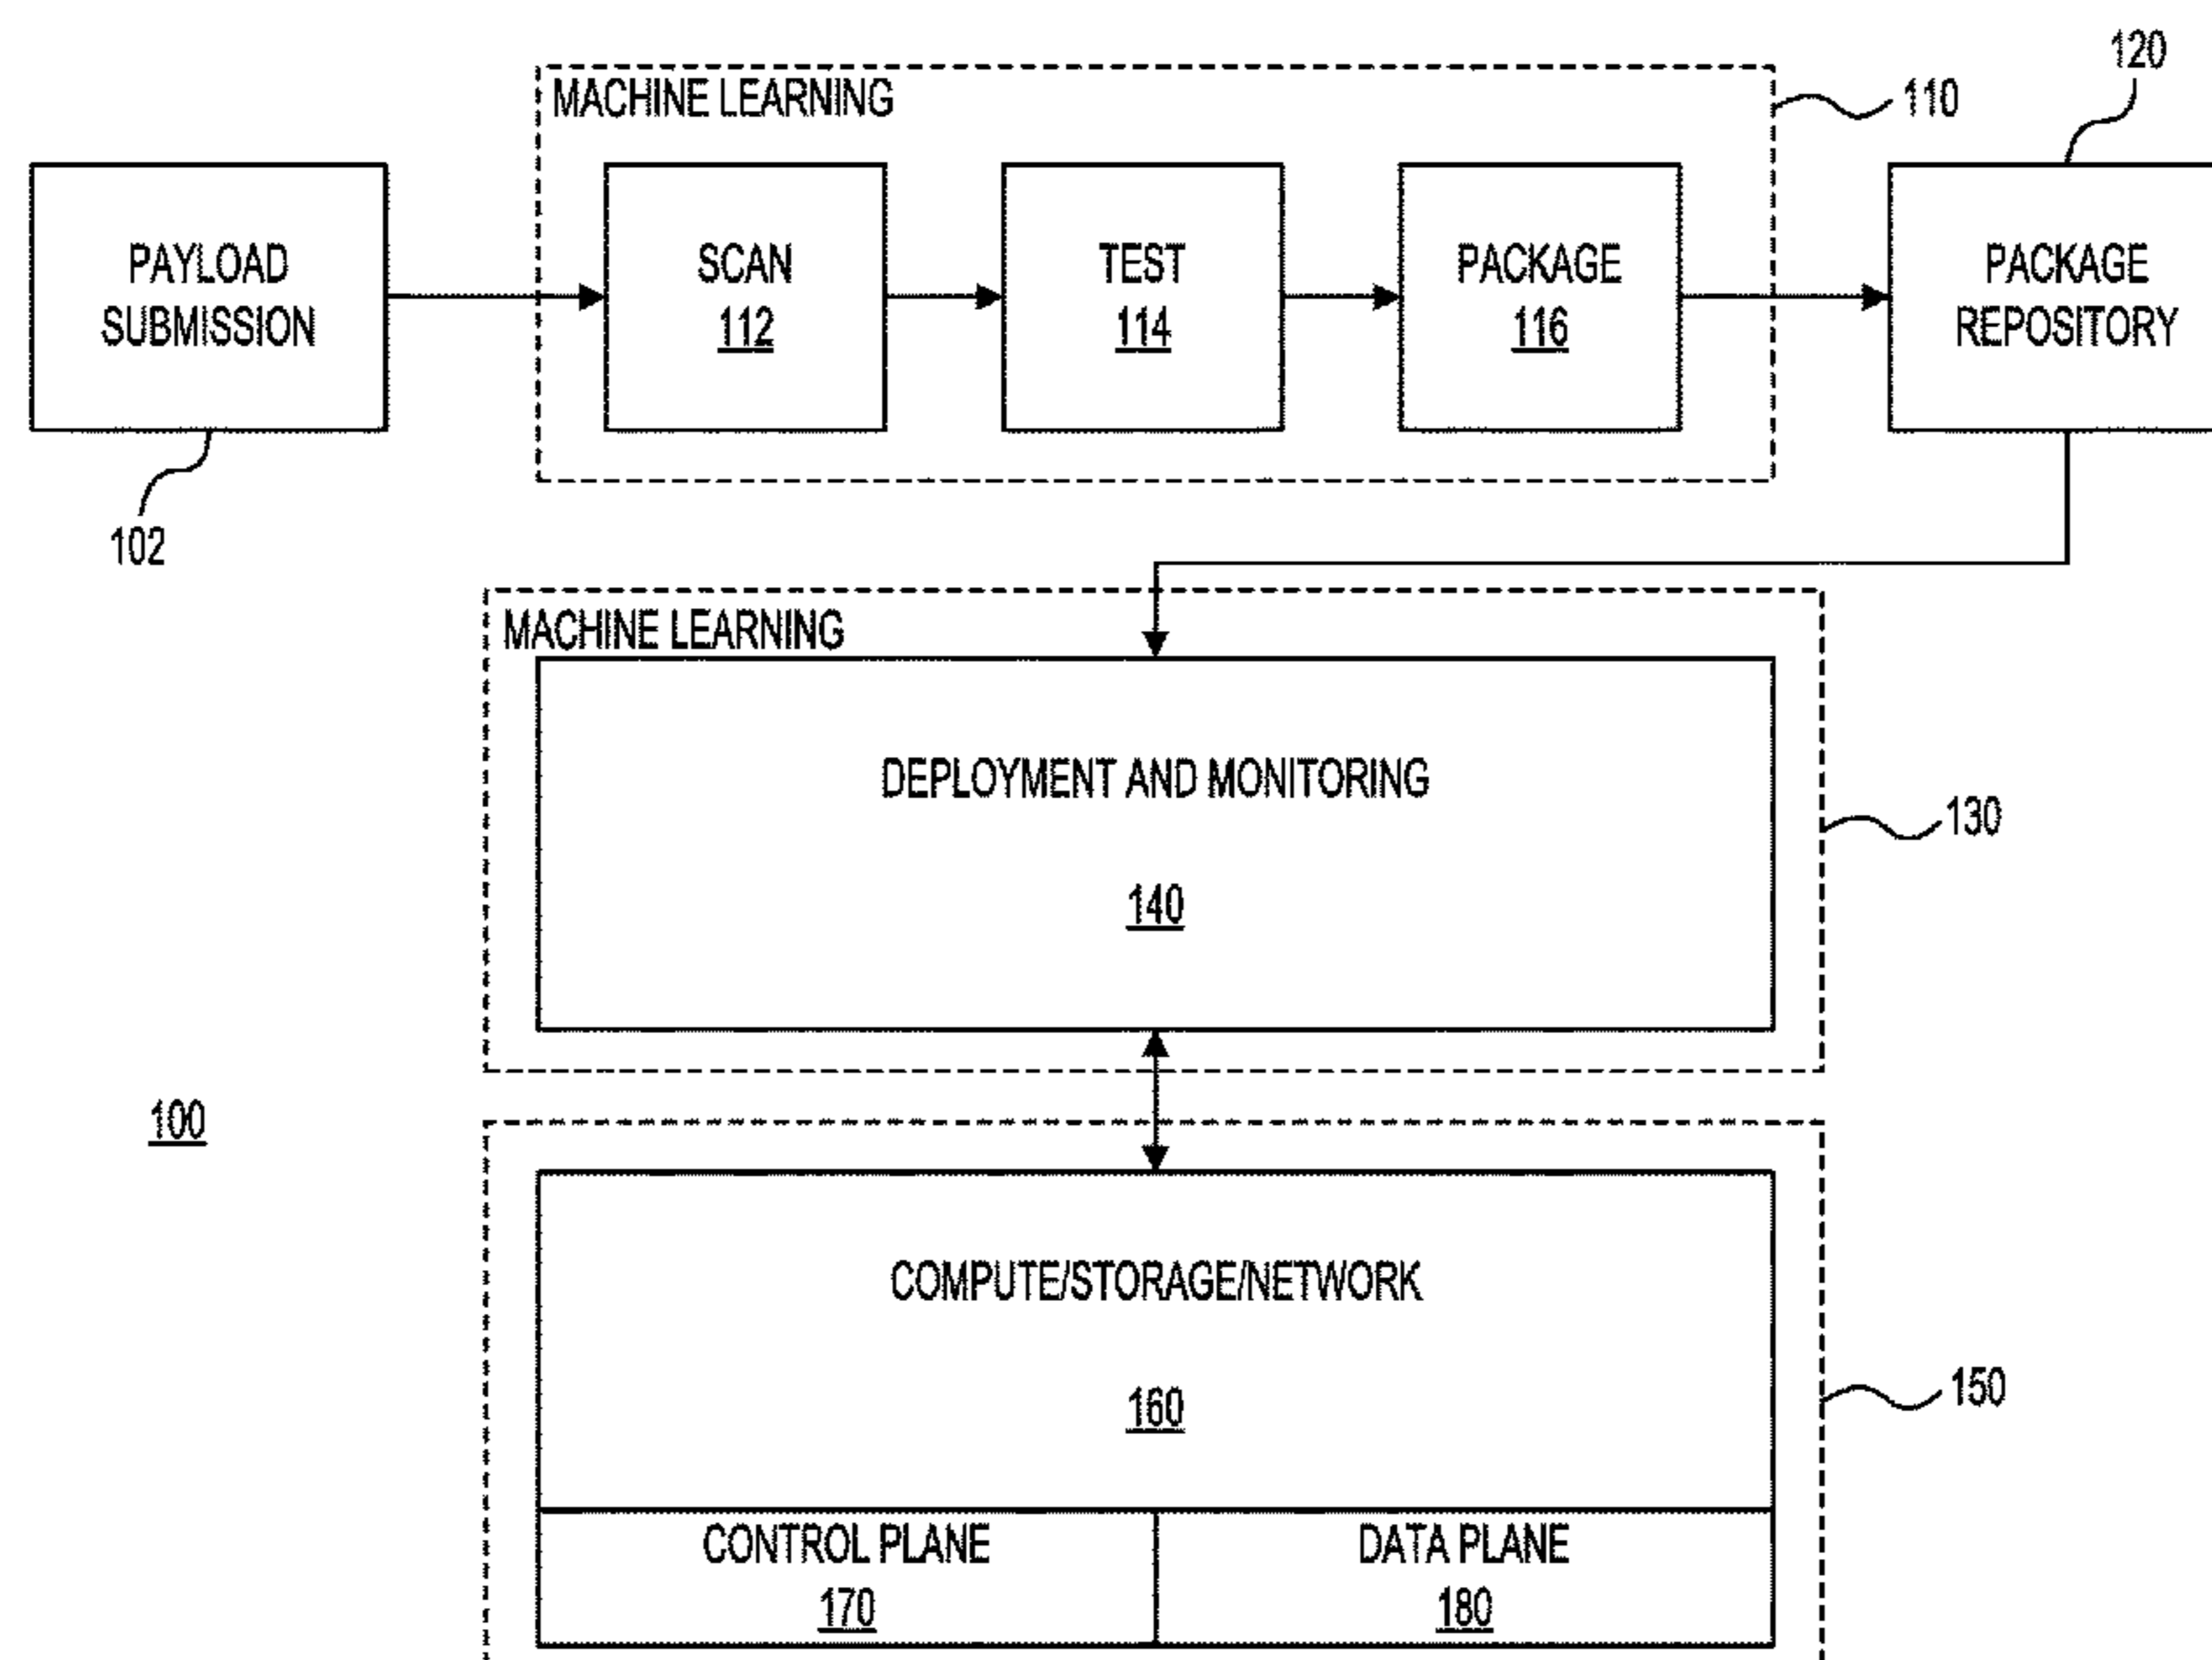 120
MACHINE LEARNING
110
PAYLOAD
SUBMISSION
SCAN
112
TEST
114
PACKAGE
116
PACKAGE
REPOSITORY
102
MACHINE LEARNING
DEPLOYMENT AND MONITORING
130
140
100
COMPUTE/STORAGE/NETWORK
150
160
CONTROL PLANE
170
DATA PLANE
180